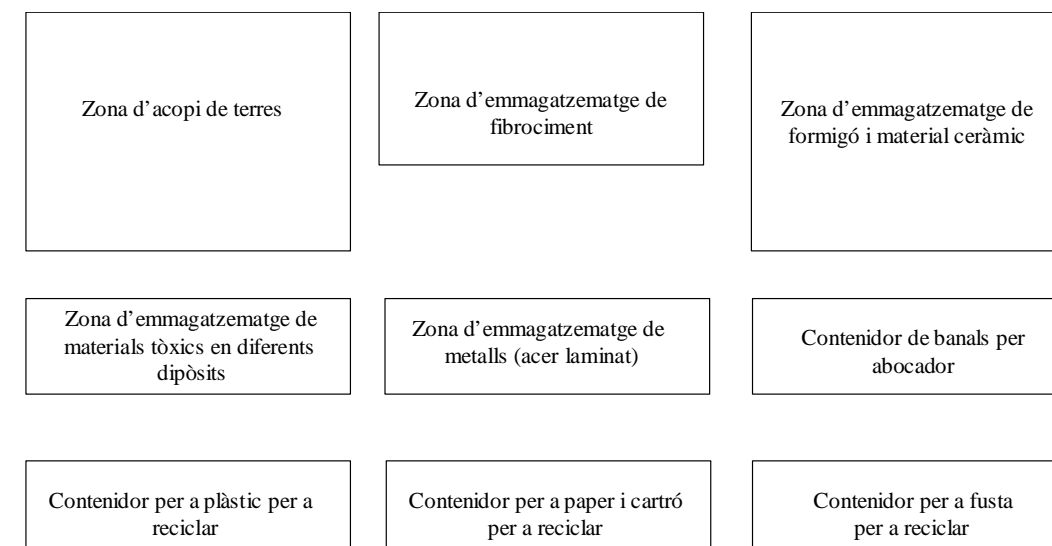 Zona d’acopi de terres
Zona d’emmagatzematge de
fibrociment
Zona d’emmagatzematge de
formigó i material ceràmic
Zona d’emmagatzematge de
materials tòxics en diferents
dipòsits
Zona d’emmagatzematge de
metalls (acer laminat)
Contenidor de banals per
abocador
Contenidor per a plàstic per a
reciclar
Contenidor per a paper i cartró
per a reciclar
Contenidor per a fusta
per a reciclar